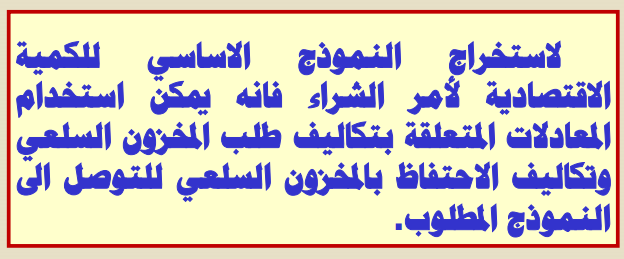 لاستخراج النموذج الاساسي للكمية
الاقتصادية لأمر الشراء فانه يمكن استخدام
المعادلات المتعلقة بتكاليف طلب المخزون السلعي
وتكاليف الاحتفاظ بالمخزون السلعي للتوصل الى
النموذج المطلوب.